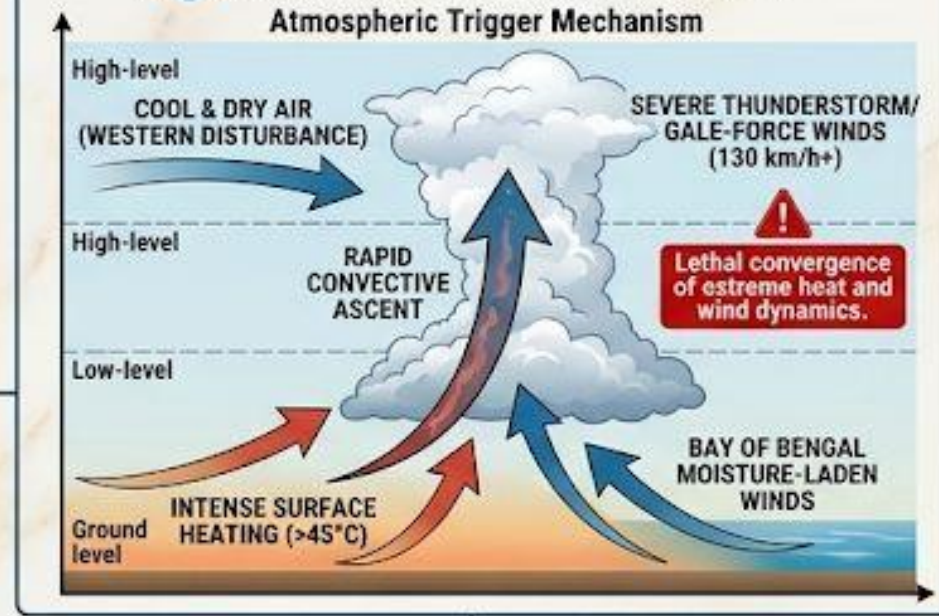 Atmospheric Trigger Mechanism
High-level
COOL & DRY AIR
(WESTERN DISTURBANCE)
SEVERE THUNDERSTORM/
GALE-FORCE WINDS
(130 km/h+)
!
High-level
RAPID
CONVECTIVE
ASCENT
Lethal convergence
of extreme heat and
wind dynamics.
Low-level
BAY OF BENGAL
MOISTURE-LADEN
WINDS
INTENSE SURFACE
HEATING (>45°C)
Ground
level